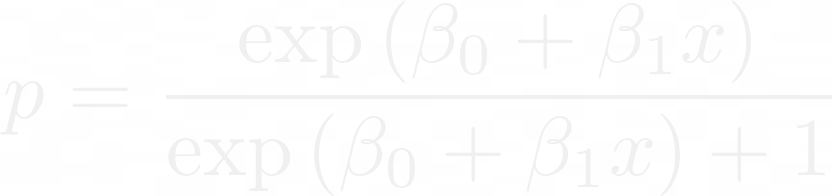 p = exp (β₀ + β₁x) / exp (β₀ + β₁x) + 1